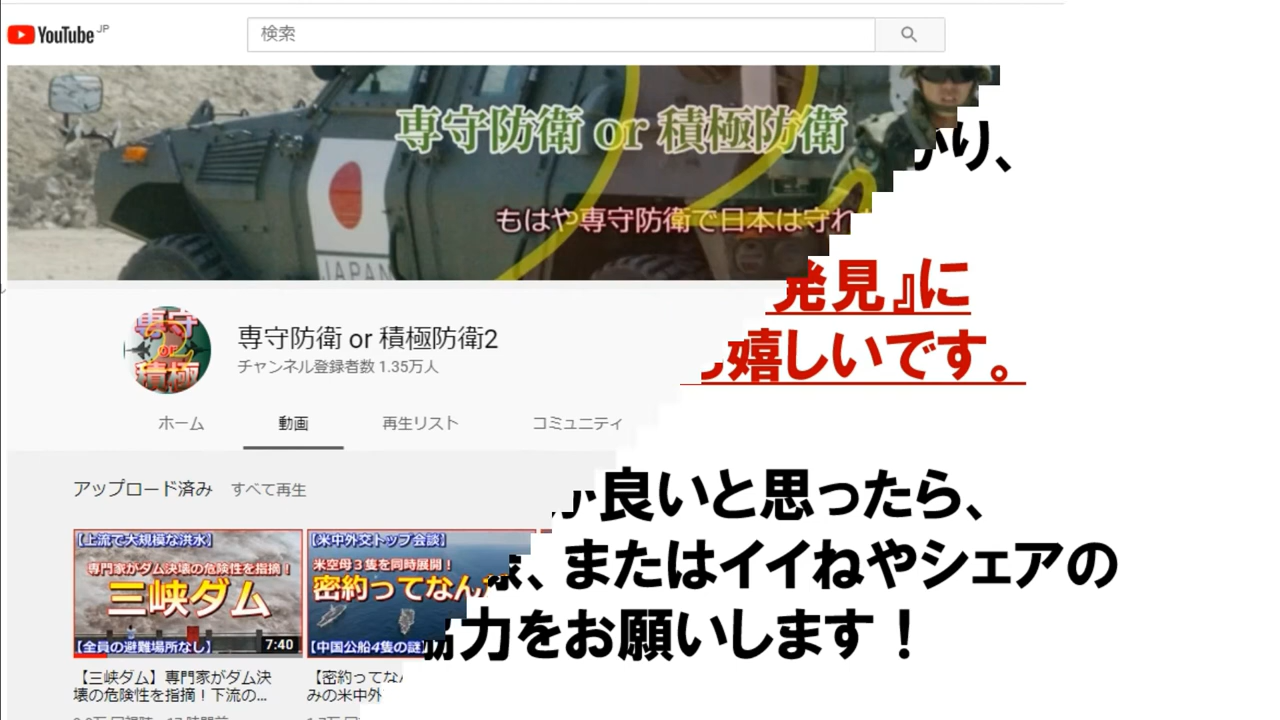 YouTube JP
検索
専守防衛 or 積極防衛
かり、
もはや専守防衛で日本は守れ
JAPAN
発見』に
嬉しいです。
専守
or
積極
2
専守防衛 or 積極防衛2
チャンネル登録者数 1.35万人
ホーム 動画 再生リスト コミュニティ
アップロード済み すべて再生
が良いと思ったら、
、またはイイねやシェアの
協力をお願いします！
【上流で大規模な洪水】
専門家がダム決壊の危険性を指摘！
三峡ダム
【全員の避難場所なし】
7:40
【米中外交トップ会談】
米空母３隻を同時展開！
密約ってなん
【中国公船4隻の謎】
【三峡ダム】専門家がダム決
壊の危険性を指摘！下流の...
【密約ってな
みの米中外